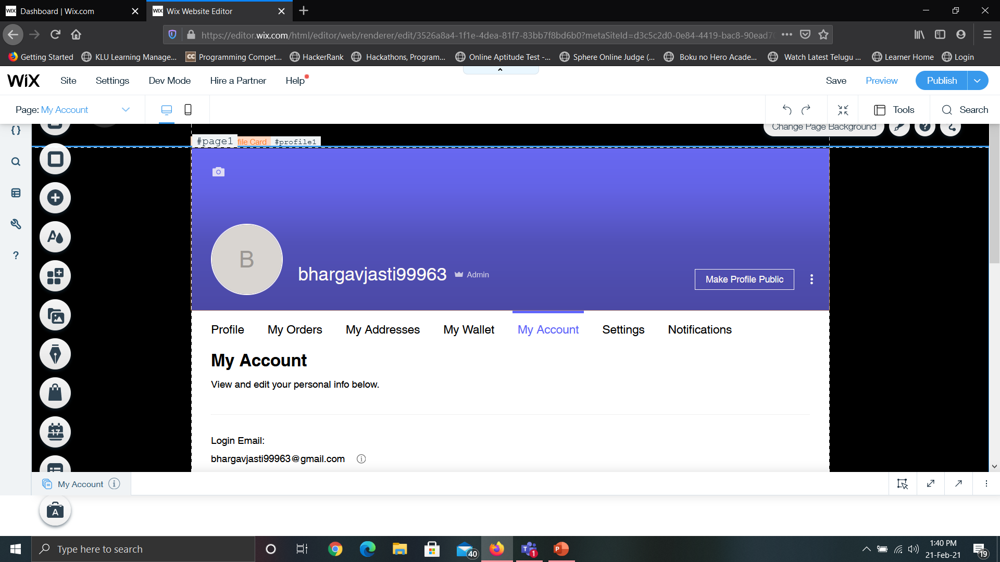 WiX Dashboard | Wix.com
WiX Wix Website Editor
https://editor.wix.com/html/editor/web/renderer/edit/3526a8a4-1f1e-4dea-81f7-83bb7f8bd6b0?metaSiteId=d3c5c2d0-0e84-4419-bac8-90ead7
Getting Started KLU Learning Manage... CC Programming Compet... HackerRank Hackathons, Program... Online Aptitude Test -... Sphere Online Judge (... Boku no Hero Acade... Watch Latest Telugu ... Learner Home Login
WiX Site Settings Dev Mode Hire a Partner Help Save Preview Publish
Page: My Account Tools Search
Change Page Background
#page1 file Card #profile1
B
bhargavjasti99963 Admin
Make Profile Public
Profile My Orders My Addresses My Wallet My Account Settings Notifications
My Account
View and edit your personal info below.
17
Login Email:
bhargavjasti99963@gmail.com
My Account
A
Type here to search
40
T 1
P
1:40 PM
21-Feb-21
19